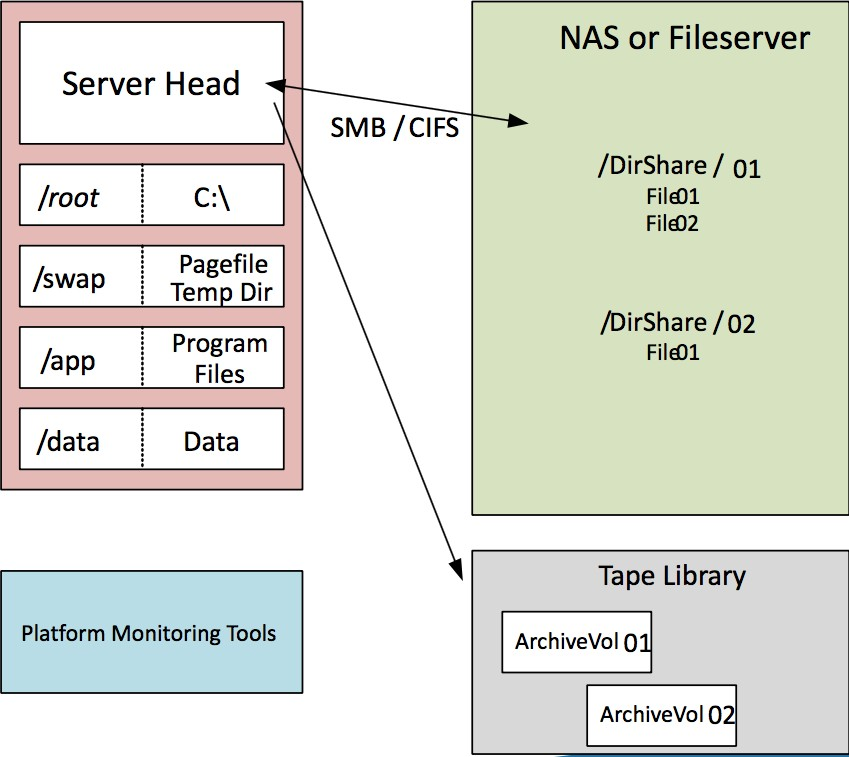 Server Head
/root
C:\
/swap
Pagefile
Temp Dir
/app
Program
Files
/data
Data
SMB / CIFS
NAS or Fileserver
/DirShare / 01
File01
File02
/DirShare / 02
File01
Platform Monitoring Tools
Tape Library
ArchiveVol 01
ArchiveVol 02